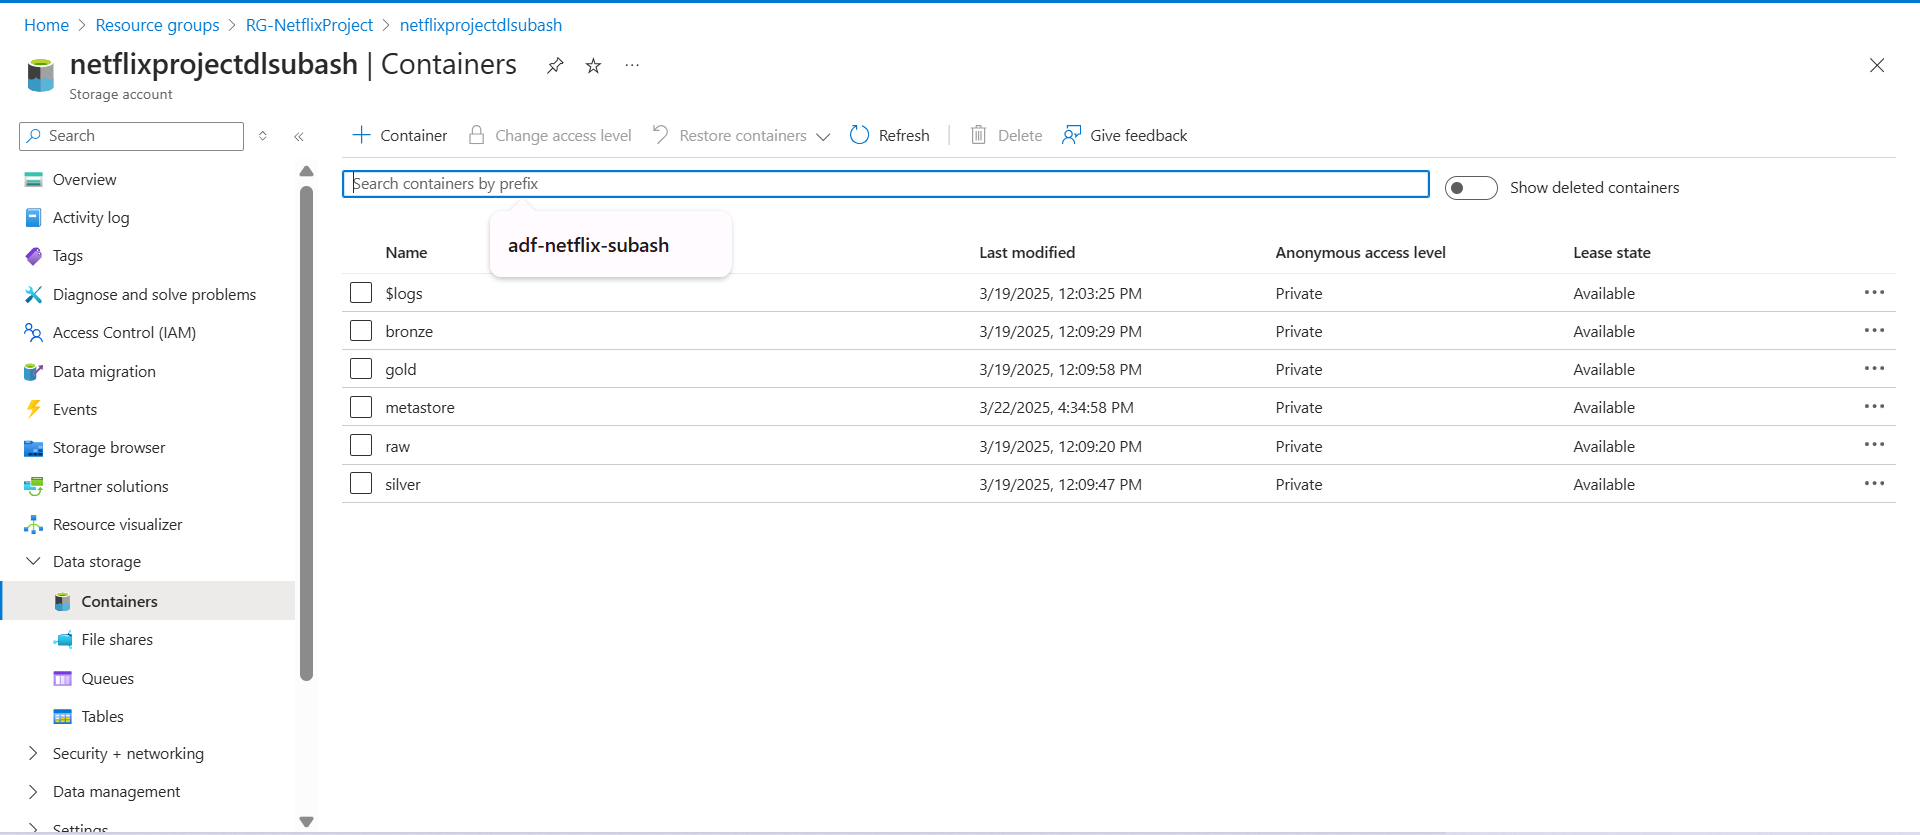 Home > Resource groups > RG-NetflixProject > netflixprojectdlsubash
netflixprojectdlsubash | Containers
Storage account
Search
Container
Change access level
Restore containers
Refresh
Delete
Give feedback
Search containers by prefix
Show deleted containers
adf-netflix-subash
Overview
Activity log
Tags
Diagnose and solve problems
Access Control (IAM)
Data migration
Events
Storage browser
Partner solutions
Resource visualizer
Data storage
Containers
File shares
Queues
Tables
Security + networking
Data management
Settings
Name Last modified Anonymous access level Lease state
$logs 3/19/2025, 12:03:25 PM Private Available
bronze 3/19/2025, 12:09:29 PM Private Available
gold 3/19/2025, 12:09:58 PM Private Available
metastore 3/22/2025, 4:34:58 PM Private Available
raw 3/19/2025, 12:09:20 PM Private Available
silver 3/19/2025, 12:09:47 PM Private Available